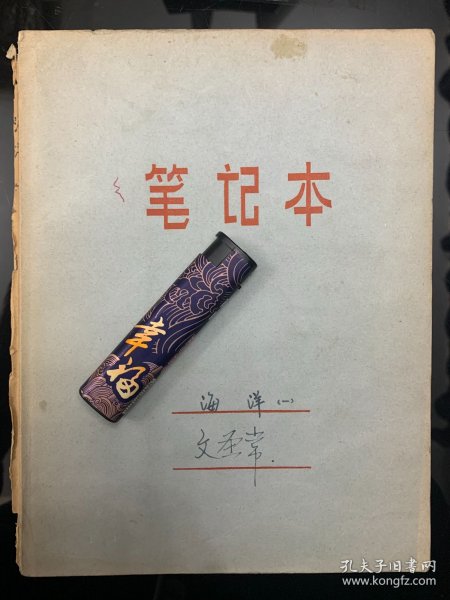 笔记本
幸福
海洋(一)
文圣常.
孔夫子旧书网
www.kongfz.com